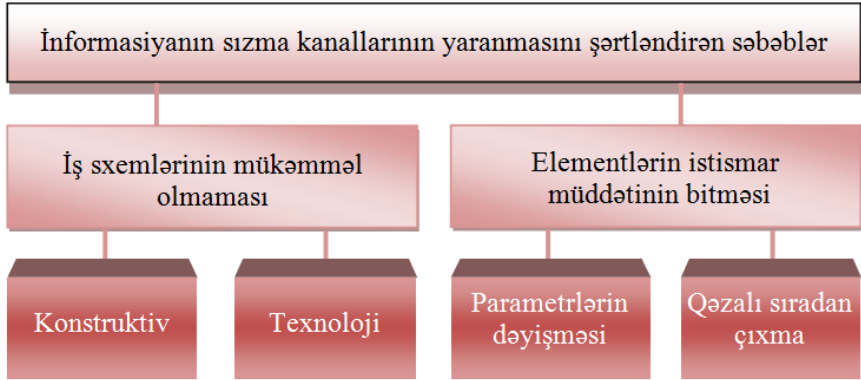 İnformasiyanın sızma kanallarının yaranmasını şərtləndirən səbəblər
İş sxemlərinin mükəmməl
olmaması
Elementlərin istismar
müddətinin bitməsi
Konstruktiv
Texnoloji
Parametrlərin
dəyişməsi
Qəzalı sıradan
çıxma